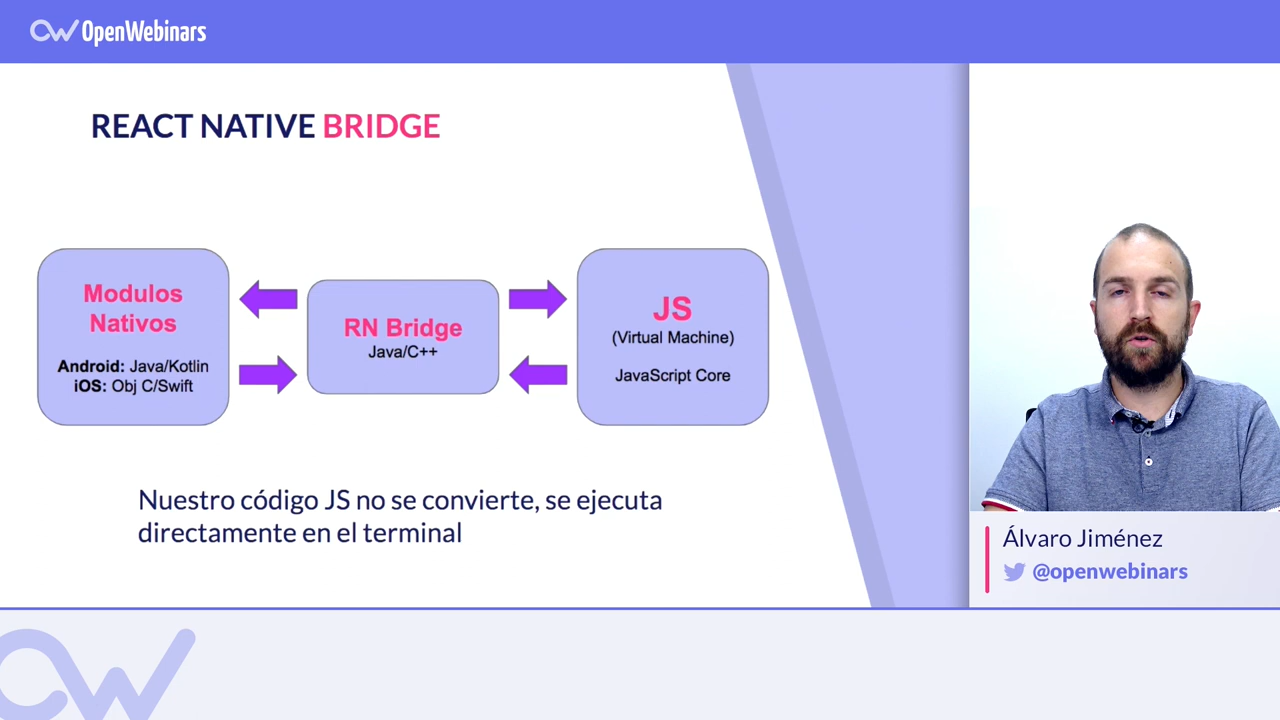 OpenWebinars
REACT NATIVE BRIDGE
Modulos
Nativos
Android: Java/Kotlin
iOS: Obj C/Swift
RN Bridge
Java/C++
JS
(Virtual Machine)
JavaScript Core
Nuestro código JS no se convierte, se ejecuta
directamente en el terminal
Álvaro Jiménez
@openwebinars